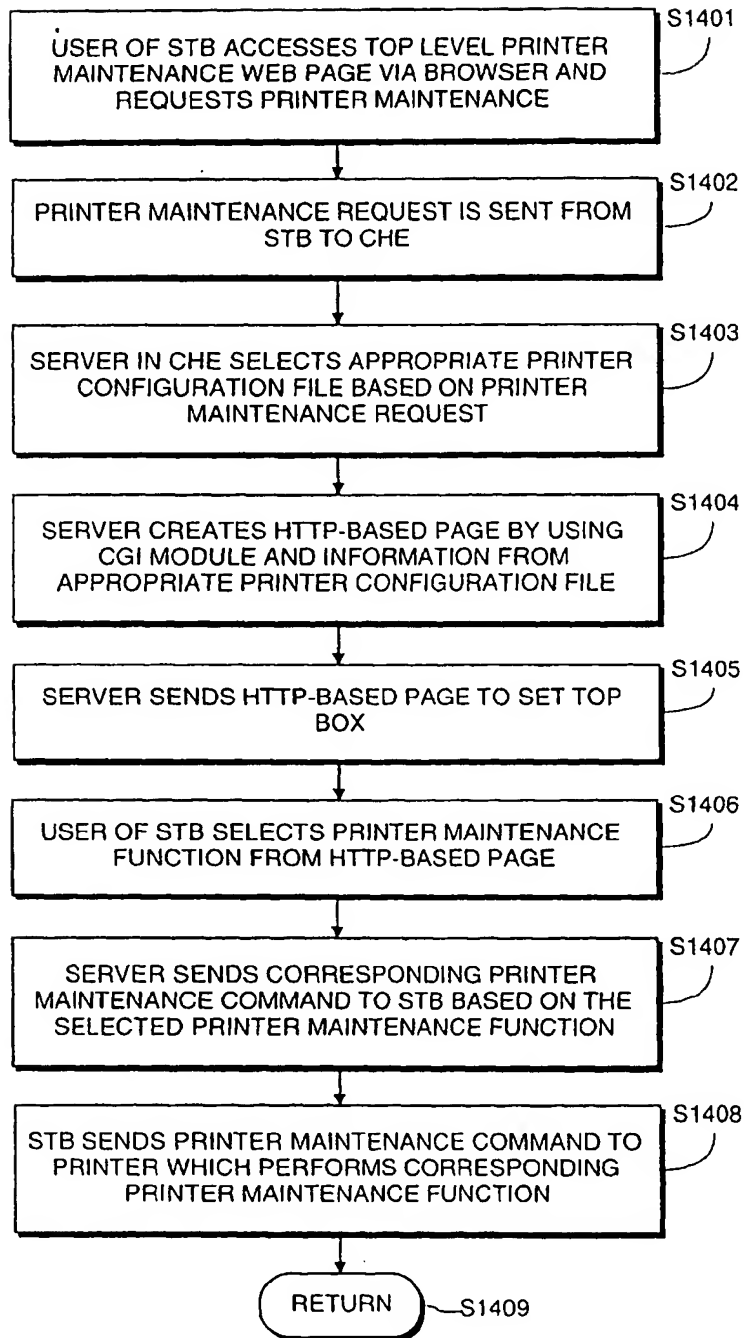 S1401
USER OF STB ACCESSES TOP LEVEL PRINTER
MAINTENANCE WEB PAGE VIA BROWSER AND
REQUESTS PRINTER MAINTENANCE
S1402
PRINTER MAINTENANCE REQUEST IS SENT FROM
STB TO CHE
S1403
SERVER IN CHE SELECTS APPROPRIATE PRINTER
CONFIGURATION FILE BASED ON PRINTER
MAINTENANCE REQUEST
S1404
SERVER CREATES HTTP-BASED PAGE BY USING
CGI MODULE AND INFORMATION FROM
APPROPRIATE PRINTER CONFIGURATION FILE
S1405
SERVER SENDS HTTP-BASED PAGE TO SET TOP
BOX
S1406
USER OF STB SELECTS PRINTER MAINTENANCE
FUNCTION FROM HTTP-BASED PAGE
S1407
SERVER SENDS CORRESPONDING PRINTER
MAINTENANCE COMMAND TO STB BASED ON THE
SELECTED PRINTER MAINTENANCE FUNCTION
S1408
STB SENDS PRINTER MAINTENANCE COMMAND TO
PRINTER WHICH PERFORMS CORRESPONDING
PRINTER MAINTENANCE FUNCTION
RETURN
S1409